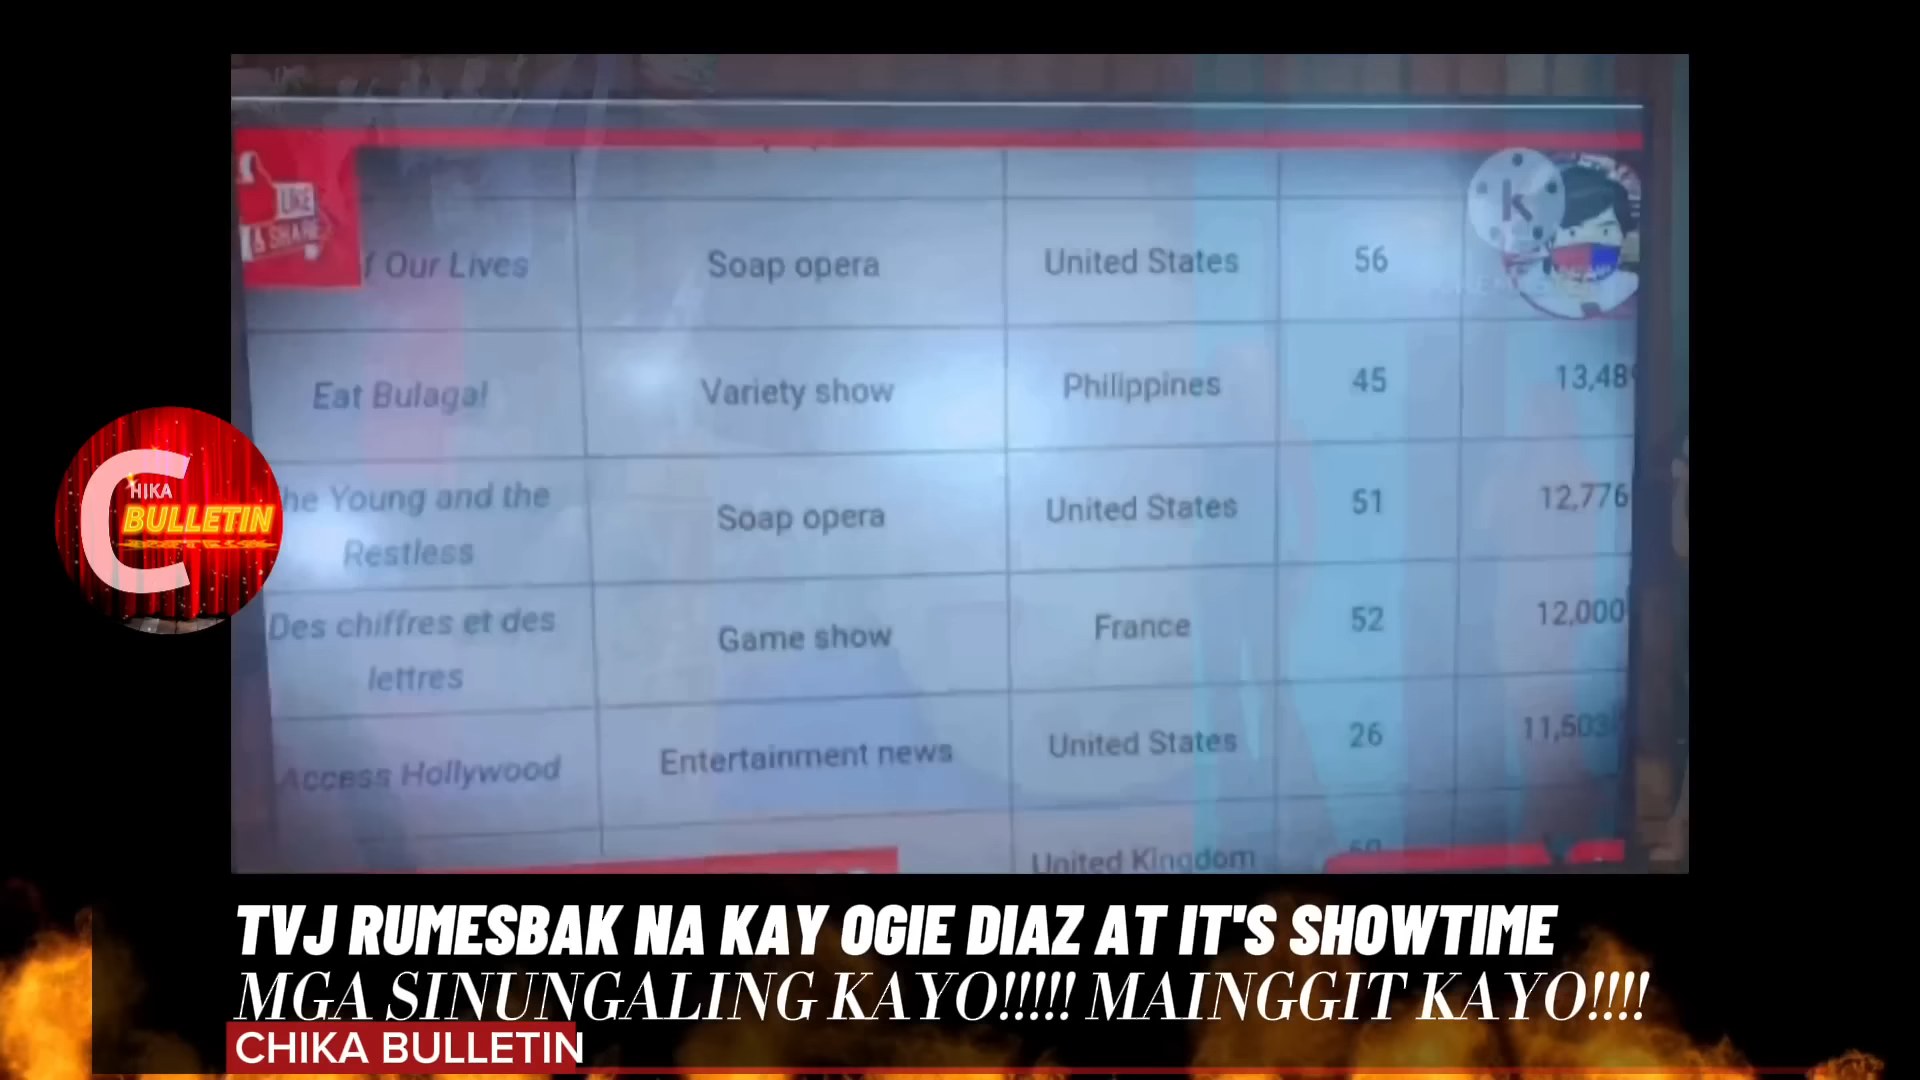 LIKE
& SHARE
k
f Our Lives
Soap opera
United States
56
Eat Bulaga!
Variety show
Philippines
45
13,48
he Young and the
Restless
Soap opera
United States
51
12,776
Des chiffres et des
lettres
Game show
France
52
12,000
Access Hollywood
Entertainment news
United States
26
11,503
United Kingdom
CHIKA
BULLETIN
TVJ RUMESBAK NA KAY OGIE DIAZ AT IT'S SHOWTIME
MGA SINUNGALING KAYO!!!!! MAINGGIT KAYO!!!!
CHIKA BULLETIN